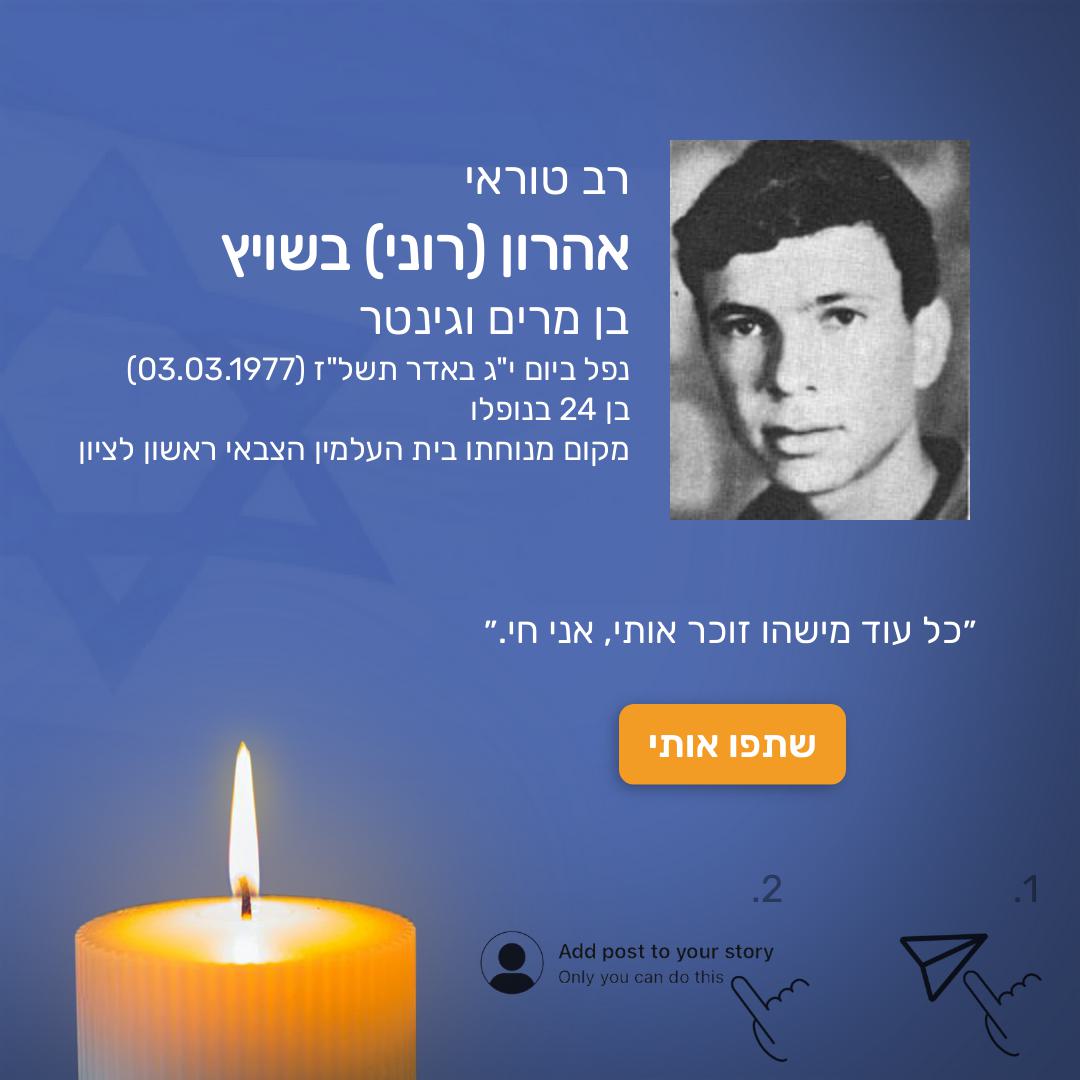 רב טוראי
אהרון (רוני) בשויץ
בן מרים וגינטר
נפל ביום י"ג באדר תשל"ז (03.03.1977)
בן 24 בנופלו
מקום מנוחתו בית העלמין הצבאי ראשון לציון
״כל עוד מישהו זוכר אותי, אני חי.״
שתפו אותי
.1
.2
Add post to your story
Only you can do this